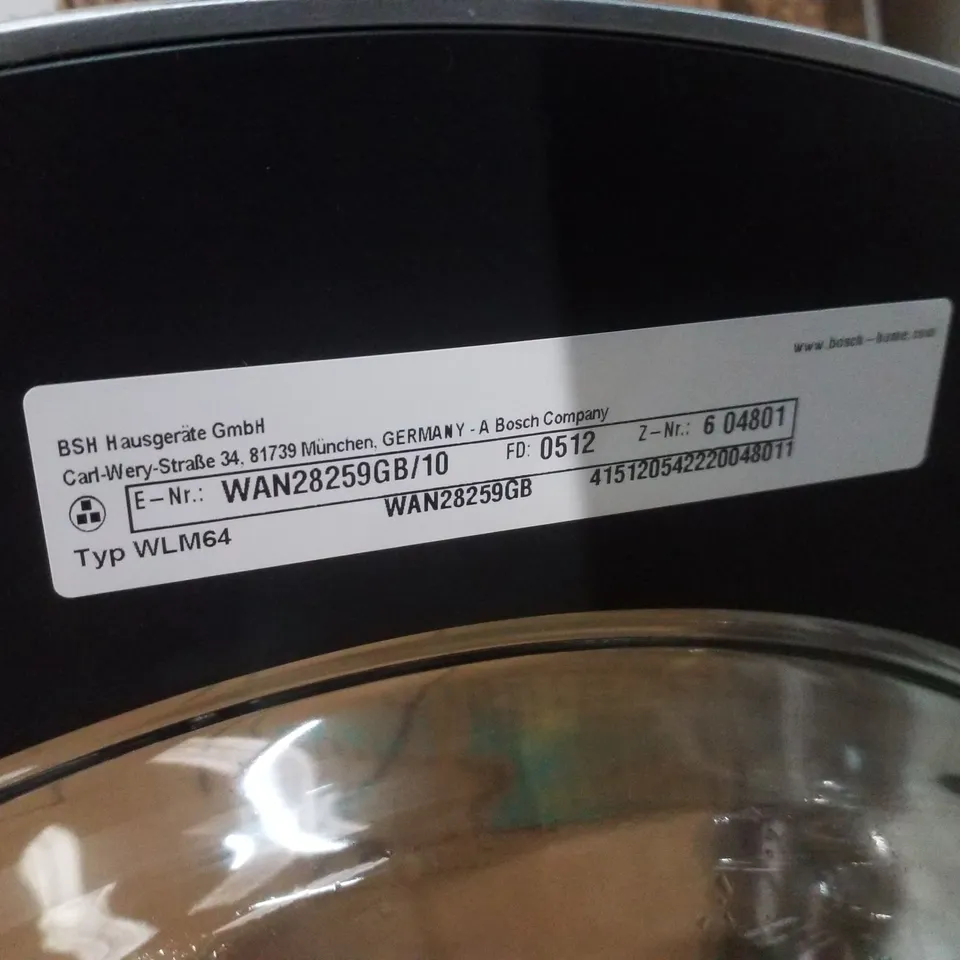 www.bosch-home.com
BSH Hausgeräte GmbH
Carl-Wery-Straße 34, 81739 München, GERMANY - A Bosch Company
E-Nr.: WAN28259GB/10 FD: 0512 Z-Nr.: 6 04801
WAN28259GB 415120542220048011
Typ WLM64